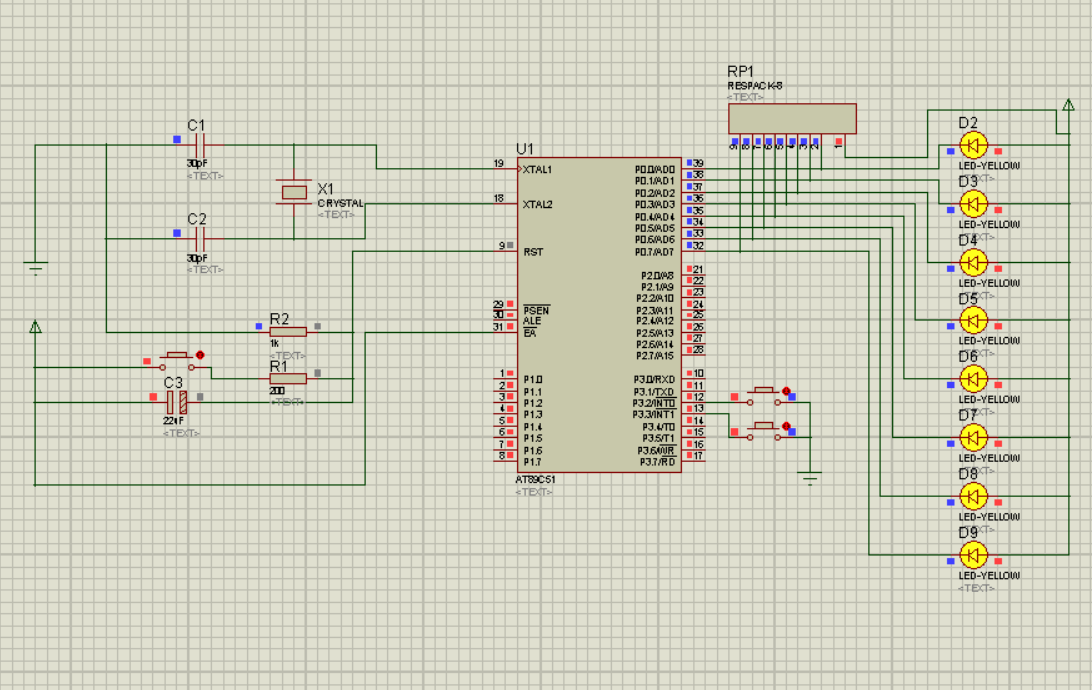 RP1
RESPACK-8
<TEXT>
C1
30pF
<TEXT>
X1
CRYSTAL
<TEXT>
C2
30pF
<TEXT>
R2
1k
<TEXT>
R1
200
<TEXT>
C3
22uF
<TEXT>
U1
19 XTAL1
18 XTAL2
9 RST
29 PSEN
30 ALE
31 EA
1 P1.0
2 P1.1
3 P1.2
4 P1.3
5 P1.4
6 P1.5
7 P1.6
8 P1.7
P0.0/AD0 39
P0.1/AD1 38
P0.2/AD2 37
P0.3/AD3 36
P0.4/AD4 35
P0.5/AD5 34
P0.6/AD6 33
P0.7/AD7 32
P2.0/A8 21
P2.1/A9 22
P2.2/A10 23
P2.3/A11 24
P2.4/A12 25
P2.5/A13 26
P2.6/A14 27
P2.7/A15 28
P3.0/RXD 10
P3.1/TXD 11
P3.2/INT0 12
P3.3/INT1 13
P3.4/T0 14
P3.5/T1 15
P3.6/WR 16
P3.7/RD 17
AT89C51
<TEXT>
9 8 7 6 5 4 3 2 1
D2
LED-YELLOW
D3
LED-YELLOW
D4
LED-YELLOW
D5
LED-YELLOW
D6
LED-YELLOW
D7
LED-YELLOW
D8
LED-YELLOW
D9
LED-YELLOW
<TEXT>